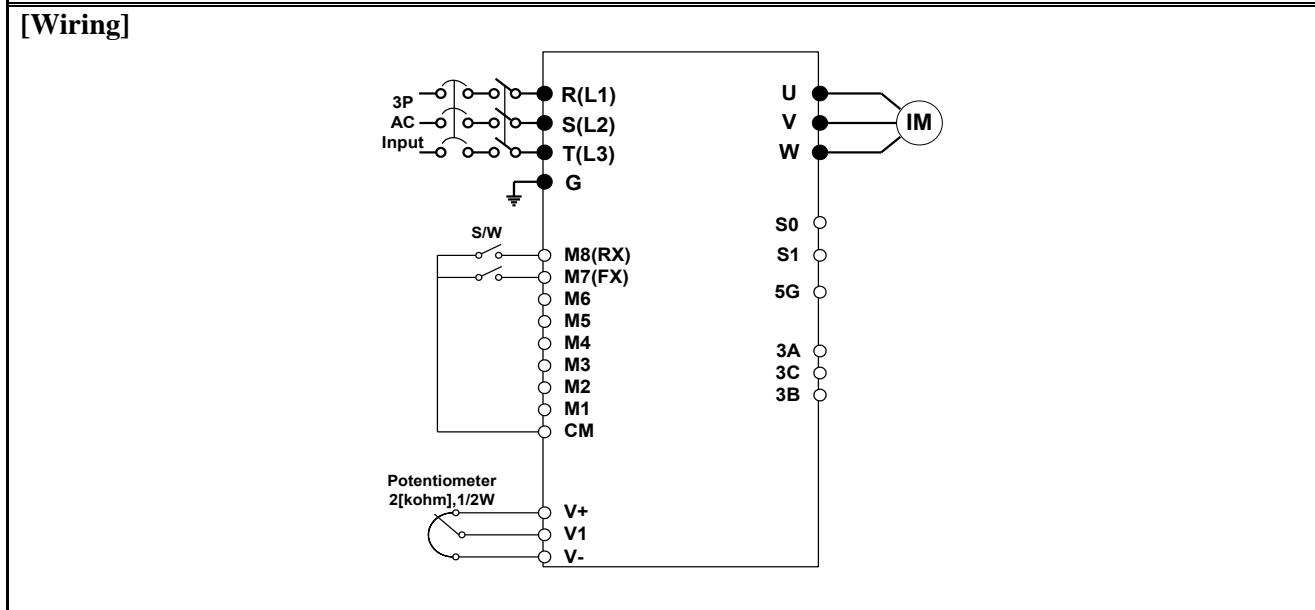 [Wiring]
3P
AC
Input
R(L1)
S(L2)
T(L3)
G
U
V
W
IM
S/W
M8(RX)
M7(FX)
M6
M5
M4
M3
M2
M1
CM
S0
S1
5G
3A
3C
3B
Potentiometer
2[kohm],1/2W
V+
V1
V-